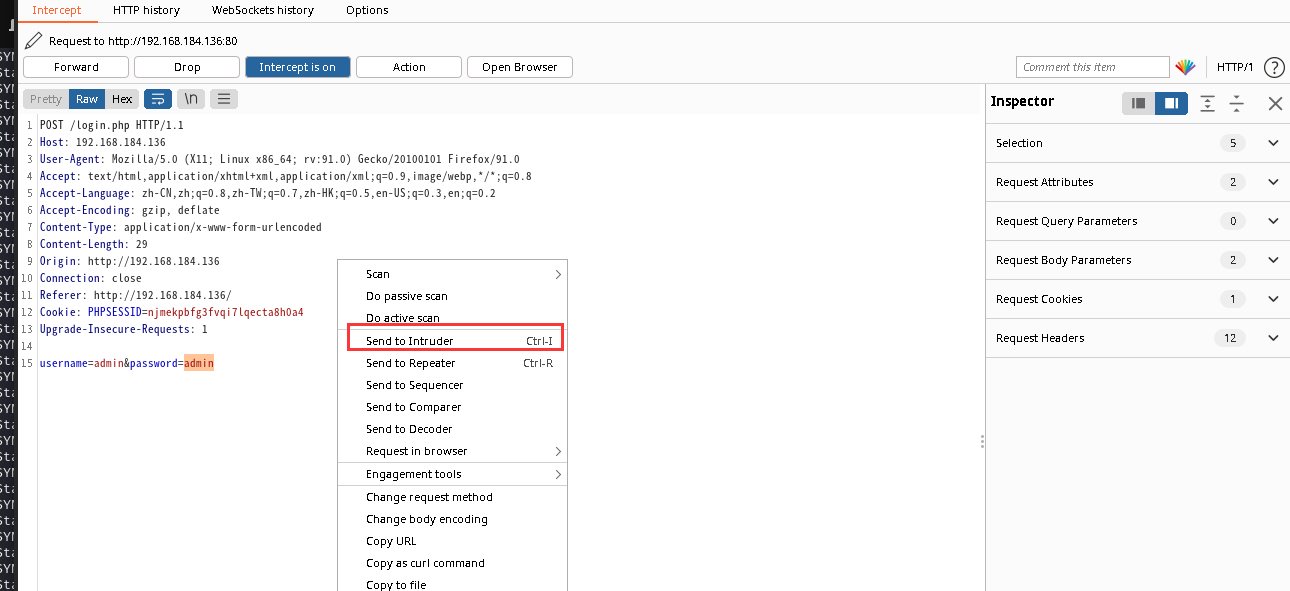 Intercept HTTP history WebSockets history Options
Request to http://192.168.184.136:80
Forward Drop Intercept is on Action Open Browser Comment this item HTTP/1 ?
Pretty Raw Hex \n
1 POST /login.php HTTP/1.1
2 Host: 192.168.184.136
3 User-Agent: Mozilla/5.0 (X11; Linux x86_64; rv:91.0) Gecko/20100101 Firefox/91.0
4 Accept: text/html,application/xhtml+xml,application/xml;q=0.9,image/webp,*/*;q=0.8
5 Accept-Language: zh-CN,zh;q=0.8,zh-TW;q=0.7,zh-HK;q=0.5,en-US;q=0.3,en;q=0.2
6 Accept-Encoding: gzip, deflate
7 Content-Type: application/x-www-form-urlencoded
8 Content-Length: 29
9 Origin: http://192.168.184.136
10 Connection: close
11 Referer: http://192.168.184.136/
12 Cookie: PHPSESSID=njmekpbfg3fvqi7lqecta8h0a4
13 Upgrade-Insecure-Requests: 1
14
15 username=admin&password=admin
Scan
Do passive scan
Do active scan
Send to Intruder Ctrl-I
Send to Repeater Ctrl-R
Send to Sequencer
Send to Comparer
Send to Decoder
Request in browser
Engagement tools
Change request method
Change body encoding
Copy URL
Copy as curl command
Copy to file
Inspector
Selection 5
Request Attributes 2
Request Query Parameters 0
Request Body Parameters 2
Request Cookies 1
Request Headers 12